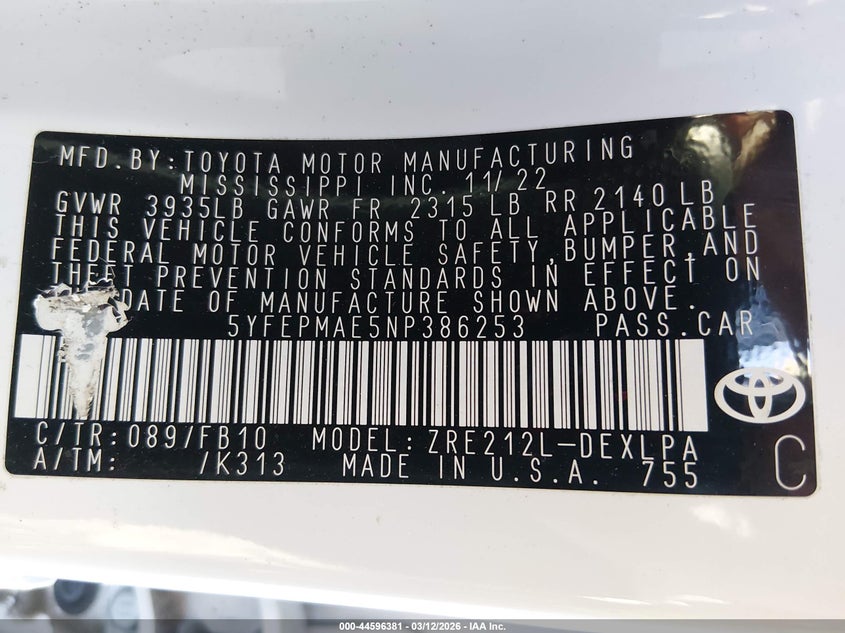 MFD.BY:TOYOTA MOTOR MANUFACTURING
MISSISSIPPI INC. 11/22
GVWR 3935LB GAWR FR 2315 LB RR 2140 LB
THIS VEHICLE CONFORMS TO ALL APPLICABLE
FEDERAL MOTOR VEHICLE SAFETY,BUMPER,AND
THEFT PREVENTION STANDARDS IN EFFECT ON
DATE OF MANUFACTURE SHOWN ABOVE.
5YFEPMAE5NP386253 PASS.CAR
C/TR:089/FB10 MODEL:ZRE212L-DEXLPA
A/TM: /K313 MADE IN U.S.A. 755
C
000-44596381 - 03/12/2026 - IAA Inc.